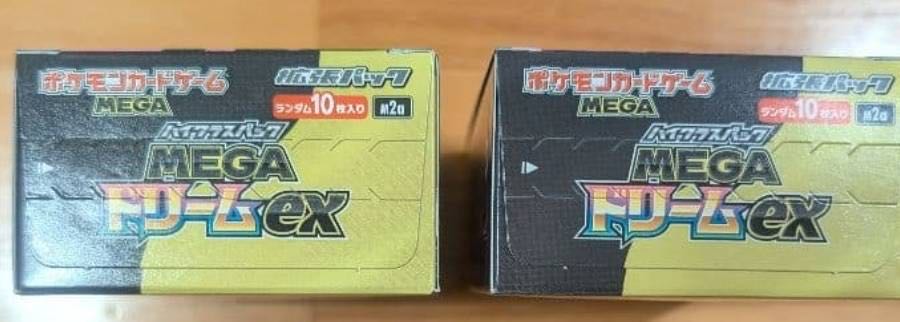 ポケモンカードゲーム 拡張パック
MEGA
ランダム10枚入り M2a
ハイクラスパック
MEGA
ドリームex
ポケモンカードゲーム 拡張パック
MEGA
ランダム10枚入り M2a
ハイクラスパック
MEGA
ドリームex